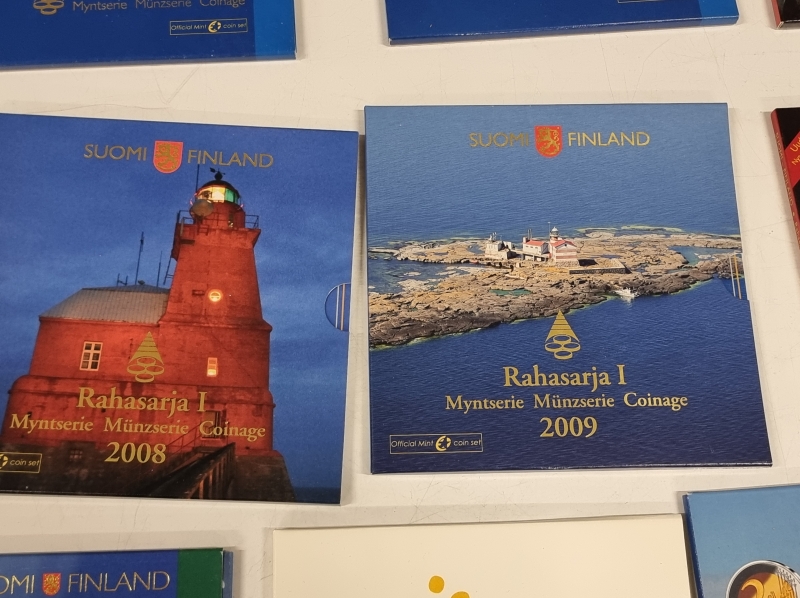 Myntserie Münzserie Coinage
Official Mint coin set
SUOMI FINLAND
Rahasarja I
Myntserie Münzserie Coinage
2008
coin set
SUOMI FINLAND
Rahasarja I
Myntserie Münzserie Coinage
2009
Official Mint coin set
OMI FINLAND